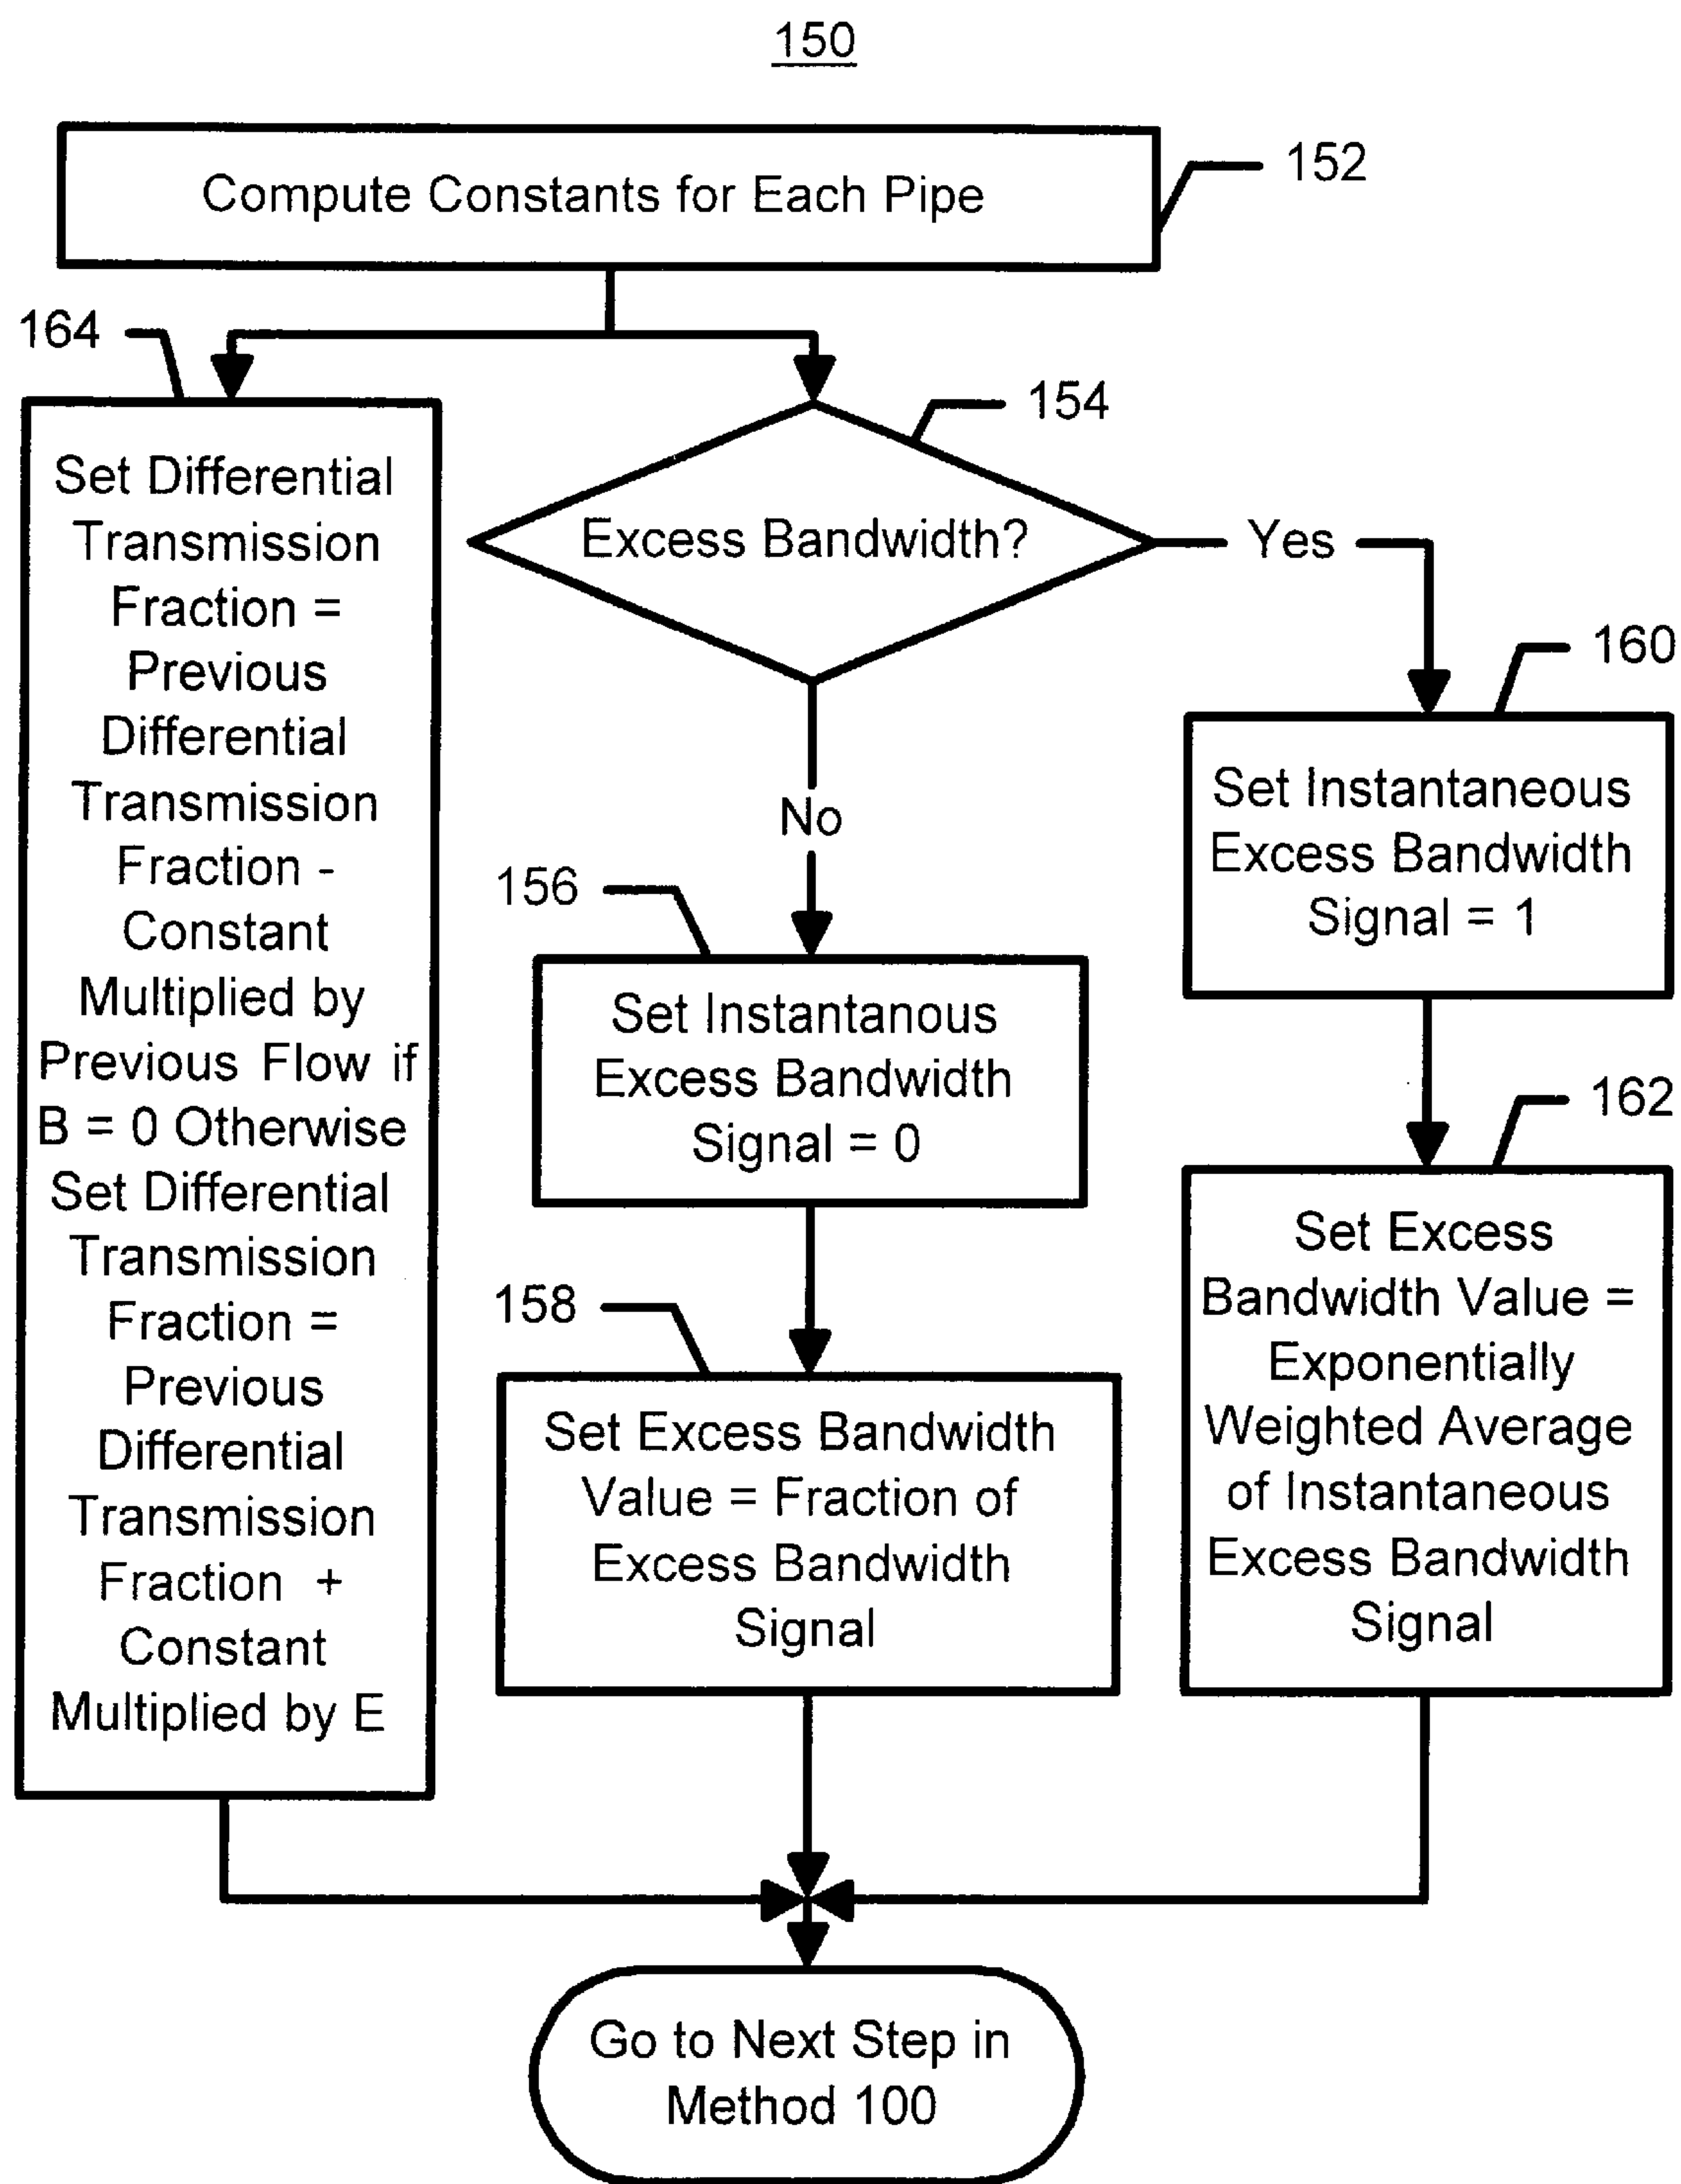 150
Compute Constants for Each Pipe
152
164
Set Differential
Transmission
Fraction =
Previous
Differential
Transmission
Fraction -
Constant
Multiplied by
Previous Flow if
B = 0 Otherwise
Set Differential
Transmission
Fraction =
Previous
Differential
Transmission
Fraction +
Constant
Multiplied by E
154
Excess Bandwidth?
Yes
No
156
Set Instantanous
Excess Bandwidth
Signal = 0
158
Set Excess Bandwidth
Value = Fraction of
Excess Bandwidth
Signal
160
Set Instantaneous
Excess Bandwidth
Signal = 1
162
Set Excess
Bandwidth Value =
Exponentially
Weighted Average
of Instantaneous
Excess Bandwidth
Signal
Go to Next Step in
Method 100